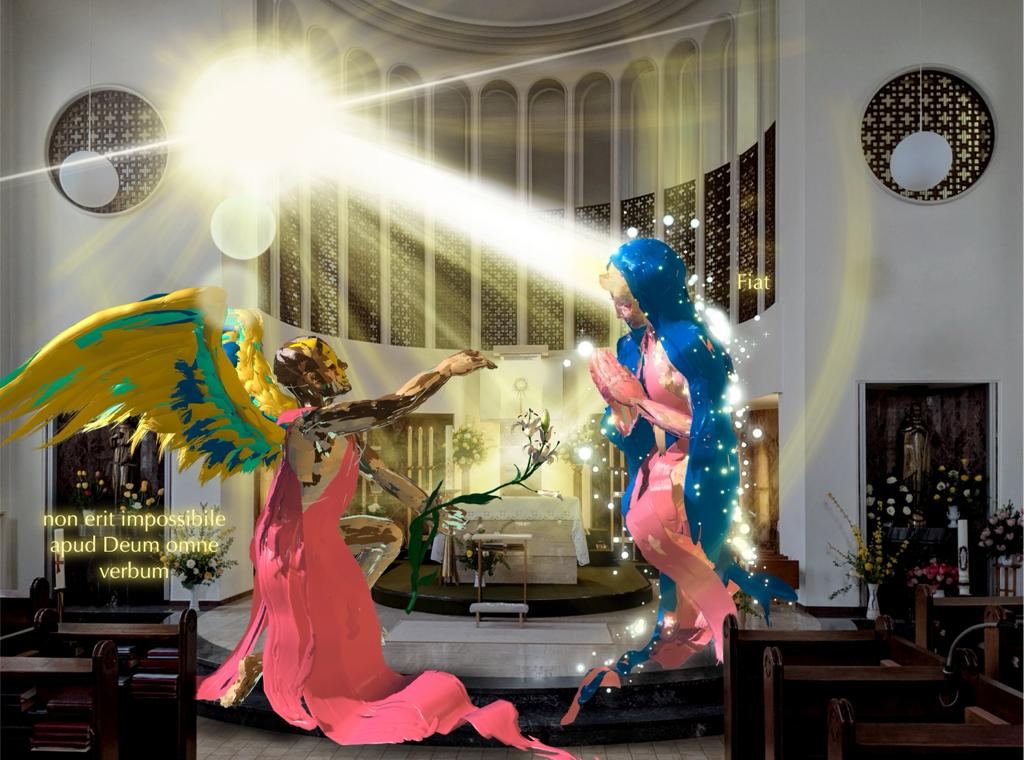 Fiat
non erit impossibile
apud Deum omne
verbum